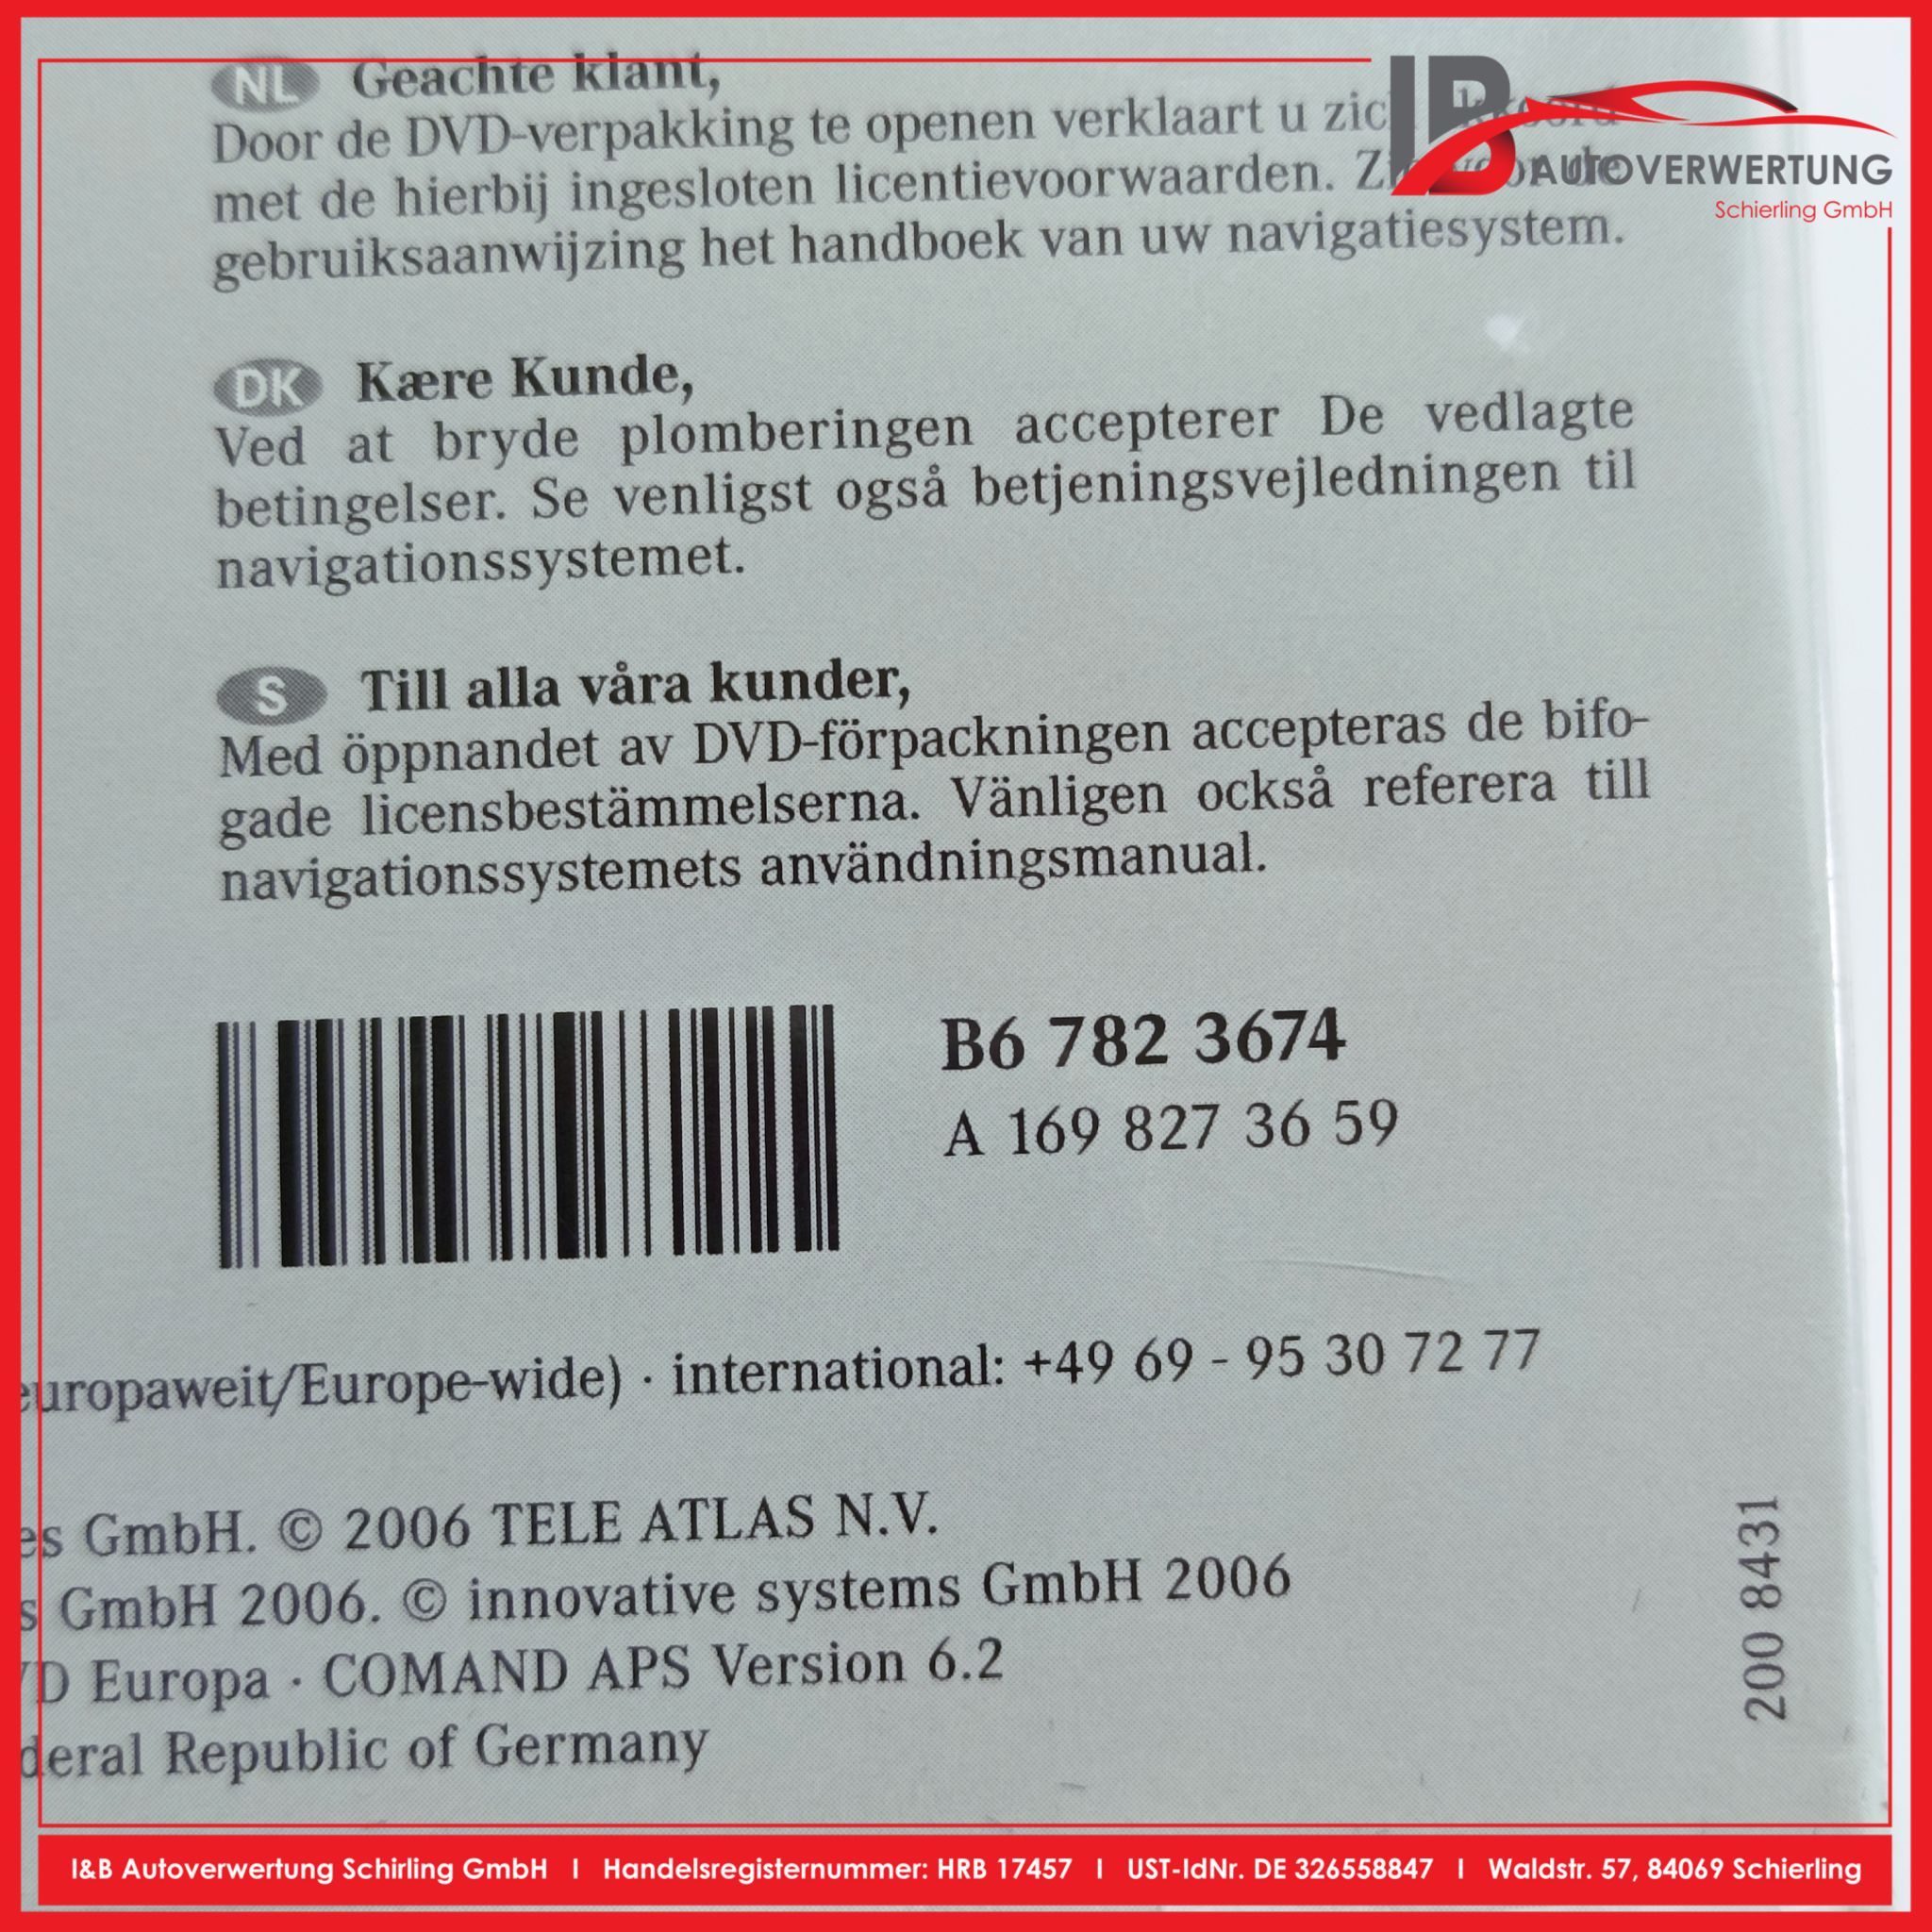 NL Geachte klant,
Door de DVD-verpakking te openen verklaart u
met de hierbij ingesloten licentievoorwaarden.
gebruiksaanwijzing het handboek van uw navigatiesystem.
IB
AUTOVERWERTUNG
Schierling GmbH
DK Kære Kunde,
Ved at bryde plomberingen accepterer De vedlagte
betingelser. Se venligst også betjeningsvejledningen til
navigationssystemet.
S Till alla våra kunder,
Med öppnandet av DVD-förpackningen accepteras de bifo-
gade licensbestämmelserna. Vänligen också referera till
navigationssystemets användningsmanual.
B6 782 3674
A 169 827 36 59
europaweit/Europe-wide) · international: +49 69 - 95 30 72 77
es GmbH. © 2006 TELE ATLAS N.V.
s GmbH 2006. © innovative systems GmbH 2006
D Europa · COMAND APS Version 6.2
deral Republic of Germany
200 8431
I&B Autoverwertung Schirling GmbH I Handelsregisternummer: HRB 17457 I UST-IdNr. DE 326558847 I Waldstr. 57, 84069 Schierling